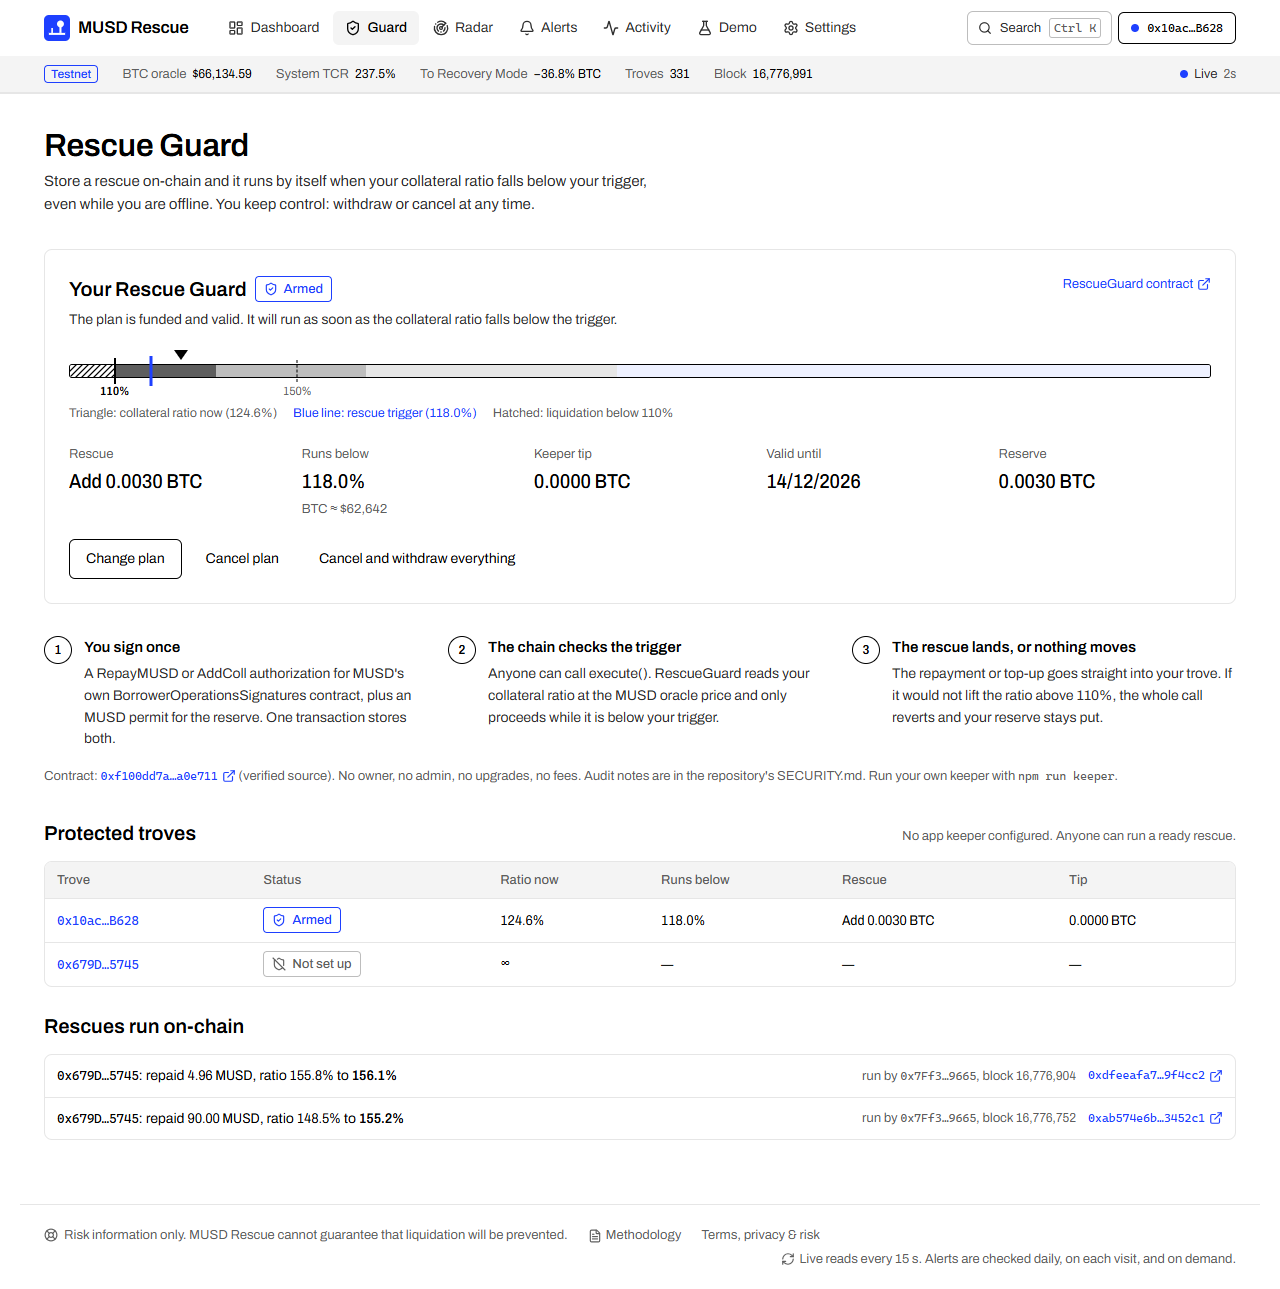 MUSD Rescue
Dashboard
Guard
Radar
Alerts
Activity
Demo
Settings
Search Ctrl K
0x10ac…B628
Testnet
BTC oracle $66,134.59
System TCR 237.5%
To Recovery Mode −36.8% BTC
Troves 331
Block 16,776,991
Live 2s
Rescue Guard
Store a rescue on-chain and it runs by itself when your collateral ratio falls below your trigger,
even while you are offline. You keep control: withdraw or cancel at any time.
Your Rescue Guard
Armed
RescueGuard contract
The plan is funded and valid. It will run as soon as the collateral ratio falls below the trigger.
110%
150%
Triangle: collateral ratio now (124.6%)
Blue line: rescue trigger (118.0%)
Hatched: liquidation below 110%
Rescue
Add 0.0030 BTC
Runs below
118.0%
BTC ≈ $62,642
Keeper tip
0.0000 BTC
Valid until
14/12/2026
Reserve
0.0030 BTC
Change plan
Cancel plan
Cancel and withdraw everything
1
You sign once
A RepayMUSD or AddColl authorization for MUSD's
own BorrowerOperationsSignatures contract, plus an
MUSD permit for the reserve. One transaction stores
both.
2
The chain checks the trigger
Anyone can call execute(). RescueGuard reads your
collateral ratio at the MUSD oracle price and only
proceeds while it is below your trigger.
3
The rescue lands, or nothing moves
The repayment or top-up goes straight into your trove. If
it would not lift the ratio above 110%, the whole call
reverts and your reserve stays put.
Contract: 0xf100dd7a…a0e711 (verified source). No owner, no admin, no upgrades, no fees. Audit notes are in the repository's SECURITY.md. Run your own keeper with npm run keeper.
Protected troves
No app keeper configured. Anyone can run a ready rescue.
Trove Status Ratio now Runs below Rescue Tip
0x10ac…B628 Armed 124.6% 118.0% Add 0.0030 BTC 0.0000 BTC
0x679D…5745 Not set up ∞ — — —
Rescues run on-chain
0x679D…5745: repaid 4.96 MUSD, ratio 155.8% to 156.1%
run by 0x7Ff3…9665, block 16,776,904 0xdfeeafa7…9f4cc2
0x679D…5745: repaid 90.00 MUSD, ratio 148.5% to 155.2%
run by 0x7Ff3…9665, block 16,776,752 0xab574e6b…3452c1
Risk information only. MUSD Rescue cannot guarantee that liquidation will be prevented.
Methodology
Terms, privacy & risk
Live reads every 15 s. Alerts are checked daily, on each visit, and on demand.